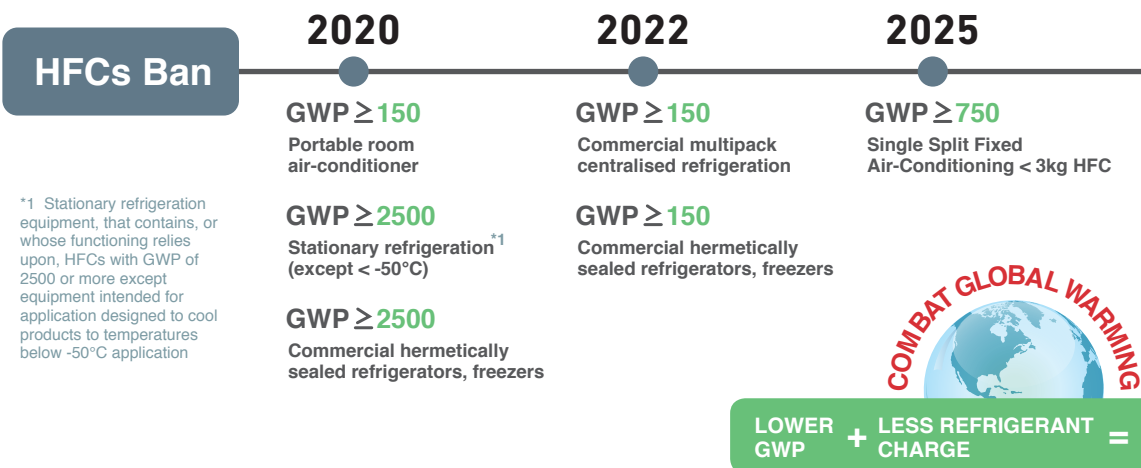 HFCs Ban
2020
GWP ≥150
Portable room
air-conditioner
GWP ≥2500
Stationary refrigeration*1
(except < -50°C)
GWP ≥2500
Commercial hermetically
sealed refrigerators, freezers
2022
GWP ≥150
Commercial multipack
centralised refrigeration
GWP ≥150
Commercial hermetically
sealed refrigerators, freezers
2025
GWP ≥750
Single Split Fixed
Air-Conditioning < 3kg HFC
*1 Stationary refrigeration
equipment, that contains, or
whose functioning relies
upon, HFCs with GWP of
2500 or more except
equipment intended for
application designed to cool
products to temperatures
below -50°C application
COMBAT GLOBAL WARMING
LOWER
GWP
+
LESS REFRIGERANT
CHARGE
=